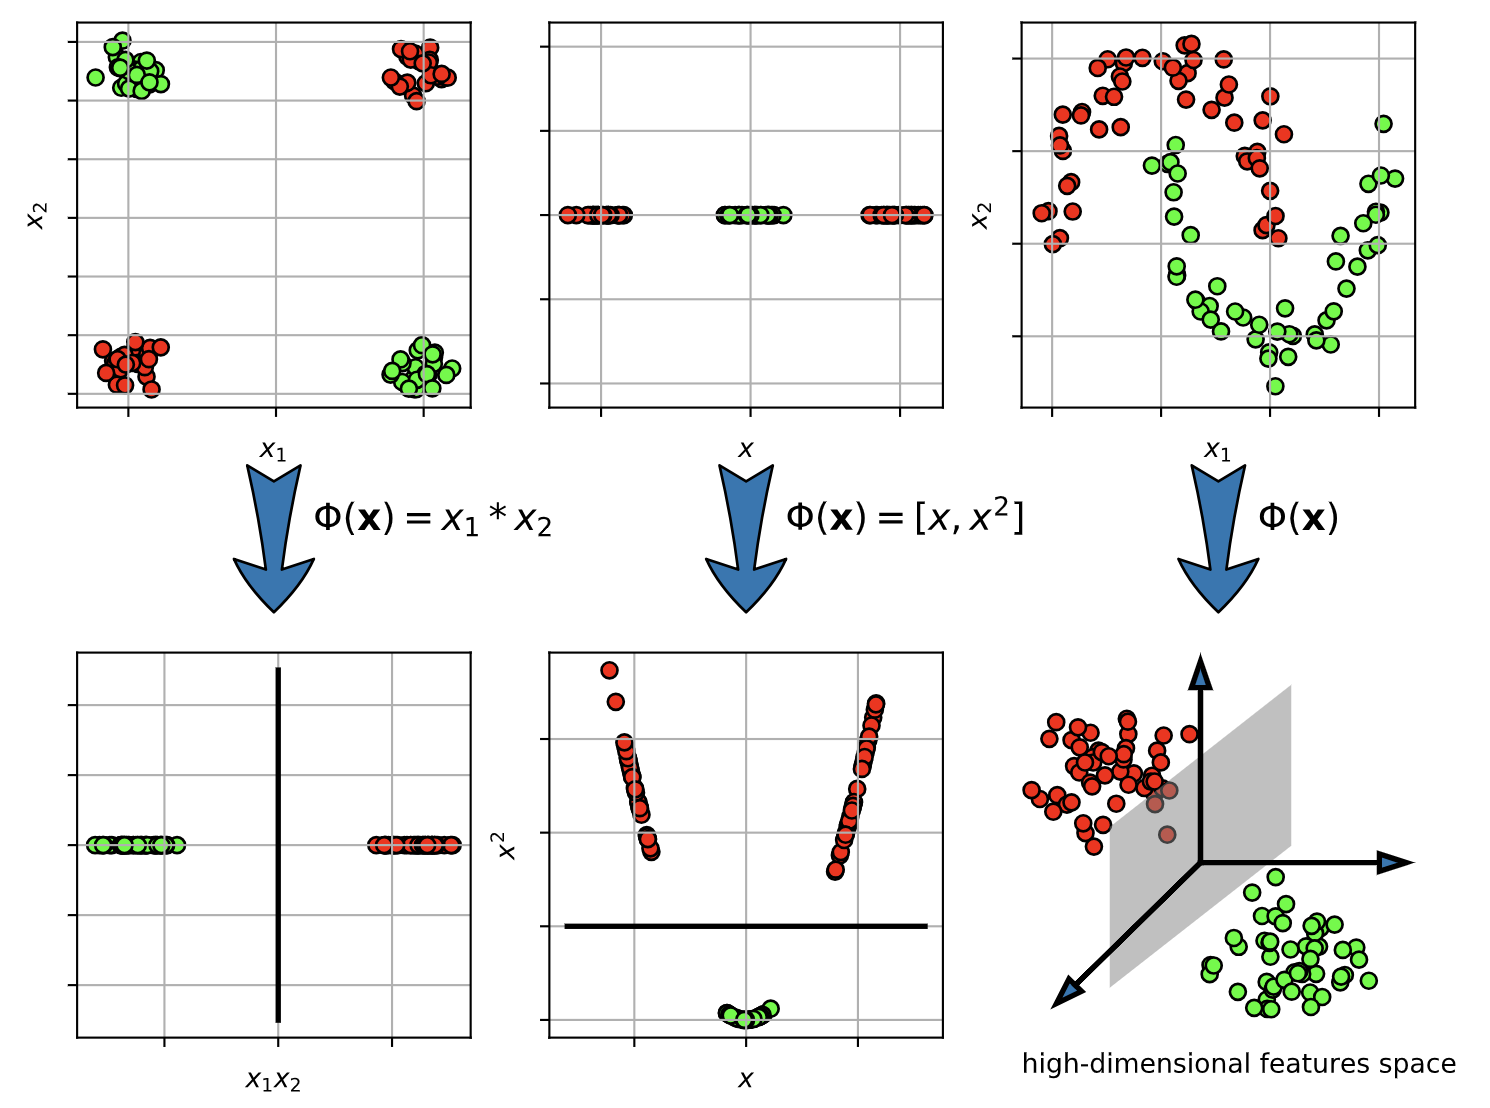 x₂
x₂
x₁
x
x₁
Φ(𝐱) = x₁ * x₂
Φ(𝐱) = [x, x²]
Φ(𝐱)
x²
x₁x₂
x
high-dimensional features space